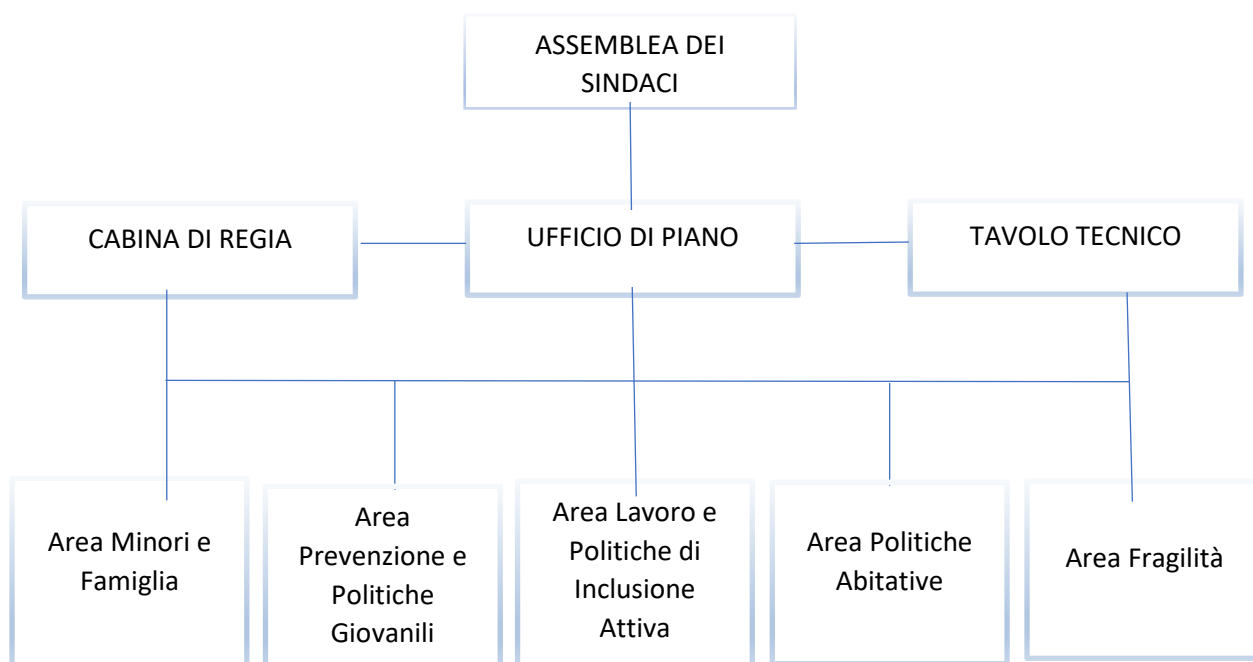 ASSEMBLEA DEI
SINDACI
CABINA DI REGIA
UFFICIO DI PIANO
TAVOLO TECNICO
Area Minori e
Famiglia
Area
Prevenzione e
Politiche
Giovanili
Area Lavoro e
Politiche di
Inclusione
Attiva
Area Politiche
Abitative
Area Fragilità